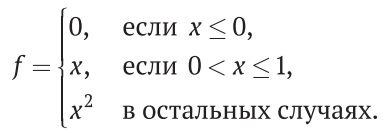 0, если x ≤ 0,
f = x, если 0 < x ≤ 1,
x² в остальных случаях.